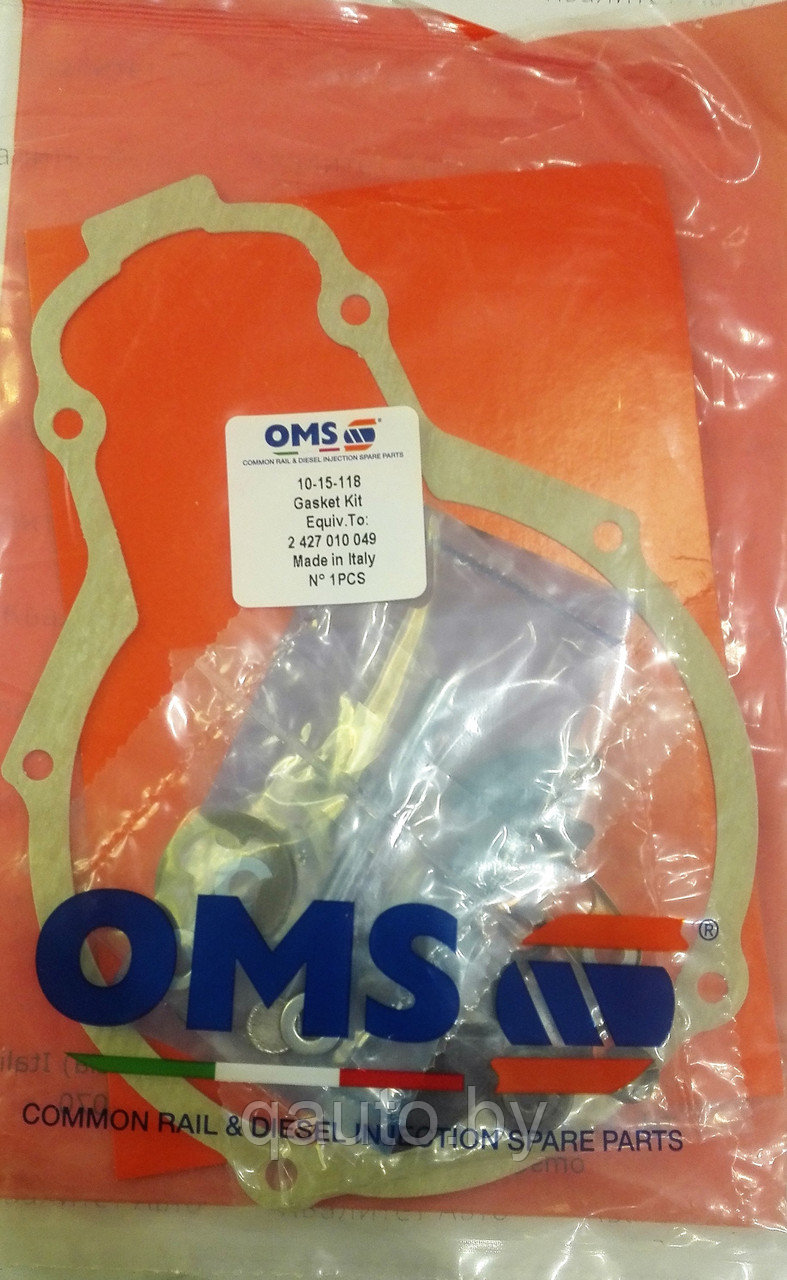 OMS
COMMON RAIL & DIESEL INJECTION SPARE PARTS
10-15-118
Gasket Kit
Equiv.To:
2 427 010 049
Made in Italy
N° 1PCS
OMS ®
COMMON RAIL & DIESEL INJECTION SPARE PARTS
qauto.by